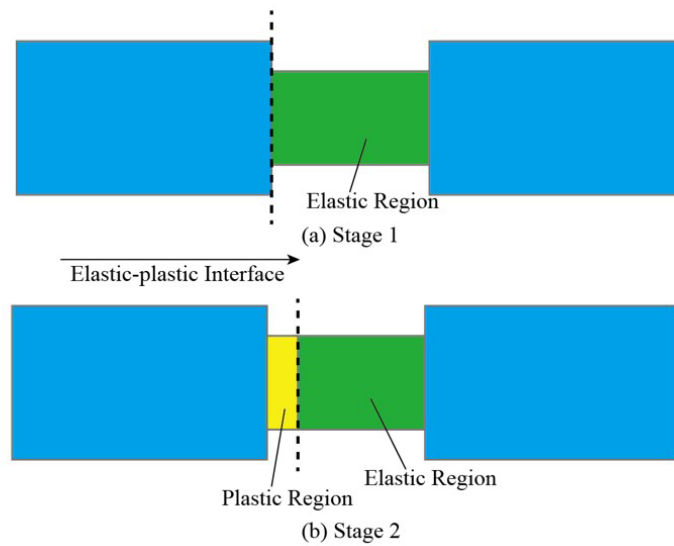 Elastic Region
(a) Stage 1
Elastic-plastic Interface
Elastic Region
Plastic Region
(b) Stage 2